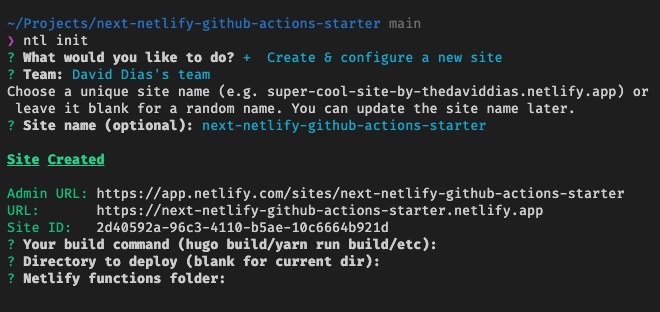 ~/Projects/next-netlify-github-actions-starter main
❯ ntl init
? What would you like to do? +  Create & configure a new site
? Team: David Dias's team
Choose a unique site name (e.g. super-cool-site-by-thedaviddias.netlify.app) or
leave it blank for a random name. You can update the site name later.
? Site name (optional): next-netlify-github-actions-starter
Site Created
Admin URL: https://app.netlify.com/sites/next-netlify-github-actions-starter
URL:       https://next-netlify-github-actions-starter.netlify.app
Site ID:   2d40592a-96c3-4110-b5ae-10c6664b921d
? Your build command (hugo build/yarn run build/etc):
? Directory to deploy (blank for current dir):
? Netlify functions folder: